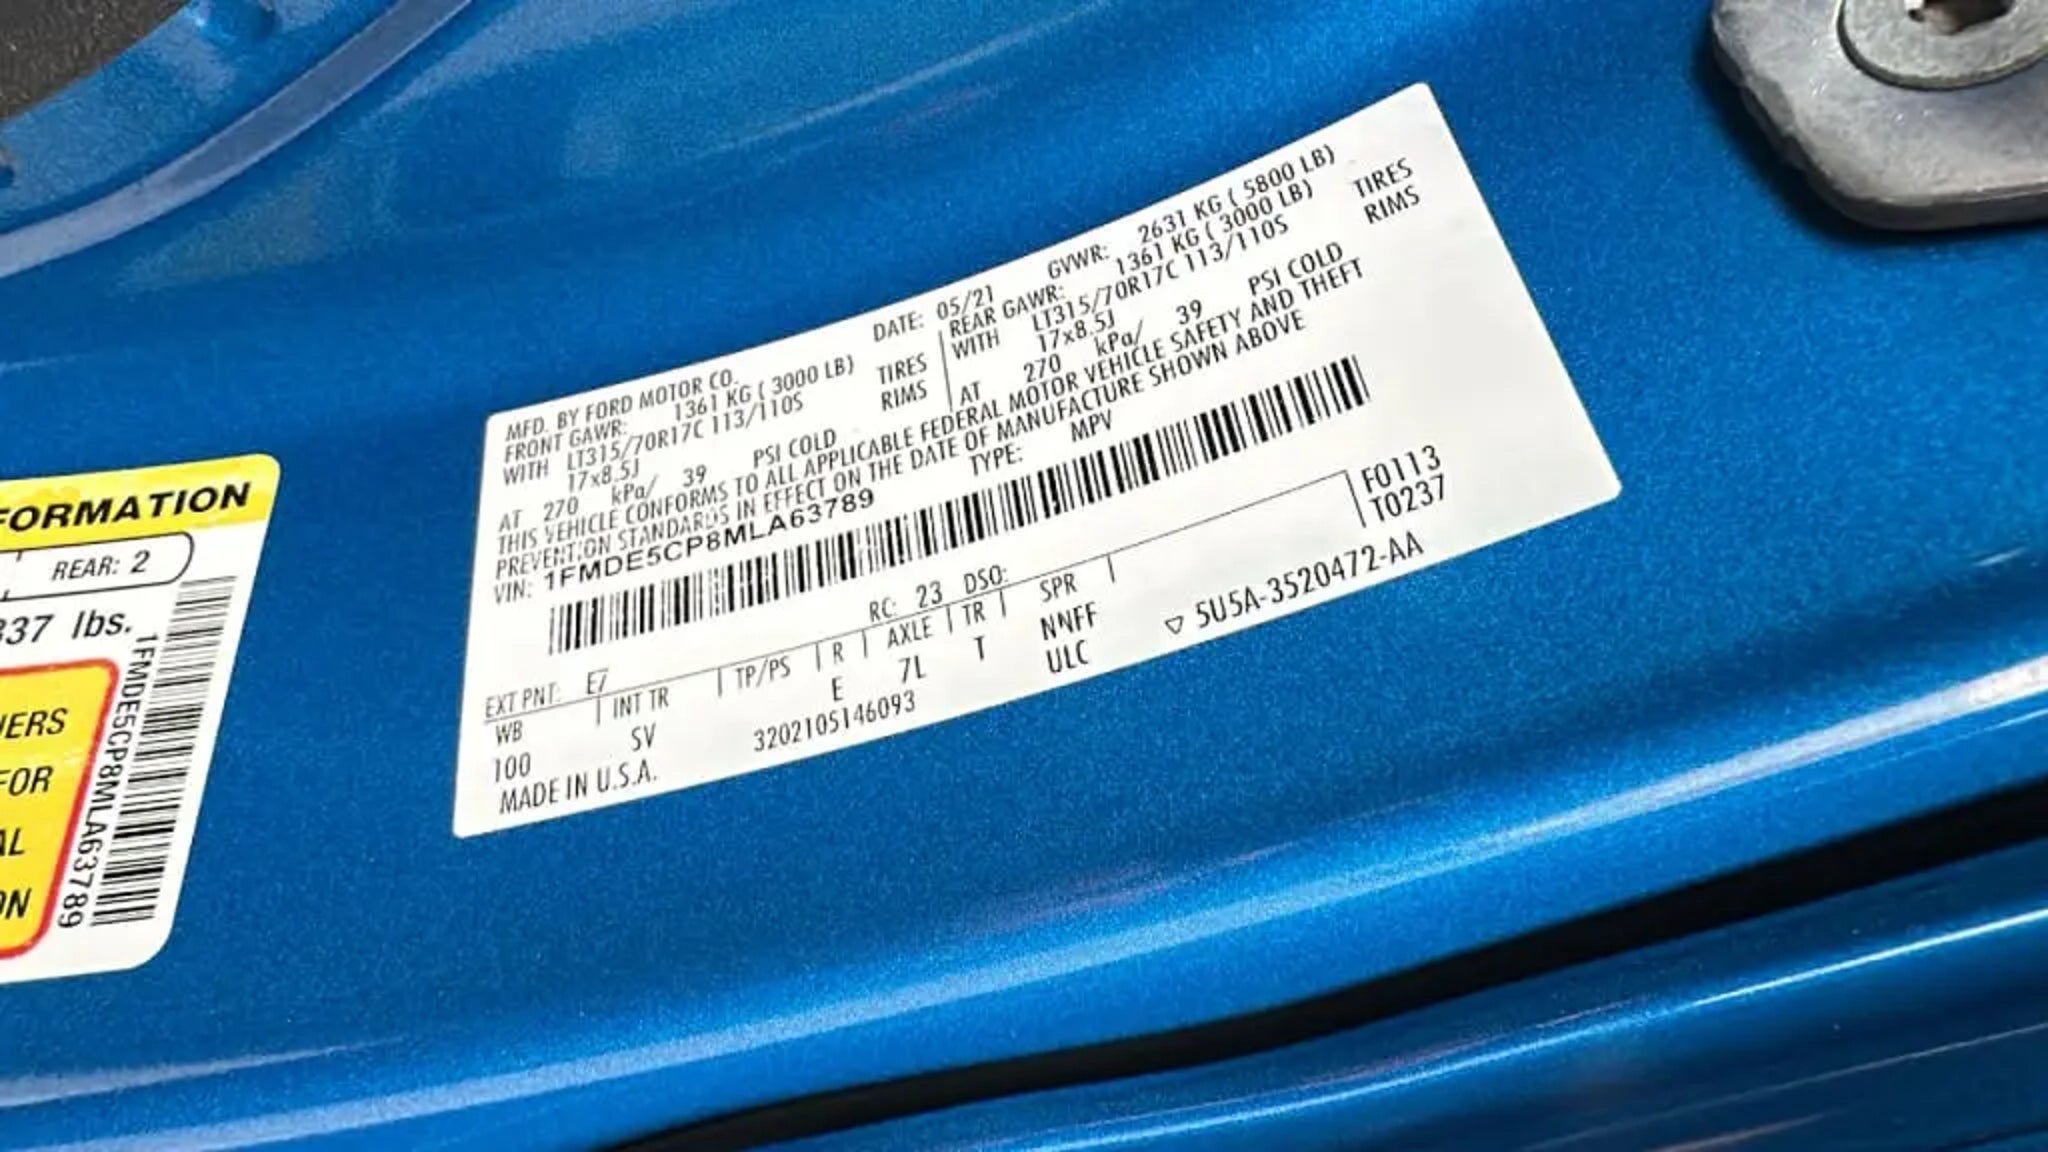 FORMATION
REAR: 2
337 lbs.
FOR
1FMDE5CP8MLA63789
MFD. BY FORD MOTOR CO.
DATE: 05/21
GVWR: 2631 KG ( 5800 LB)
FRONT GAWR: 1361 KG ( 3000 LB)
REAR GAWR: 1361 KG ( 3000 LB)
WITH LT315/70R17C 113/110S TIRES
WITH LT315/70R17C 113/110S TIRES
17x8.5J RIMS
17x8.5J RIMS
AT 270 kPa/ 39 PSI COLD
AT 270 kPa/ 39 PSI COLD
THIS VEHICLE CONFORMS TO ALL APPLICABLE FEDERAL MOTOR VEHICLE SAFETY AND THEFT
PREVENTION STANDARDS IN EFFECT ON THE DATE OF MANUFACTURE SHOWN ABOVE
VIN: 1FMDE5CP8MLA63789
TYPE: MPV
F0113
T0237
EXT PNT: E7 RC: 23 DSO:
WB INT TR TP/PS R AXLE TR SPR
100 SV E 7L T NNFF
MADE IN U.S.A. 3202105146093 ULC
▽ 5U5A-3520472-AA